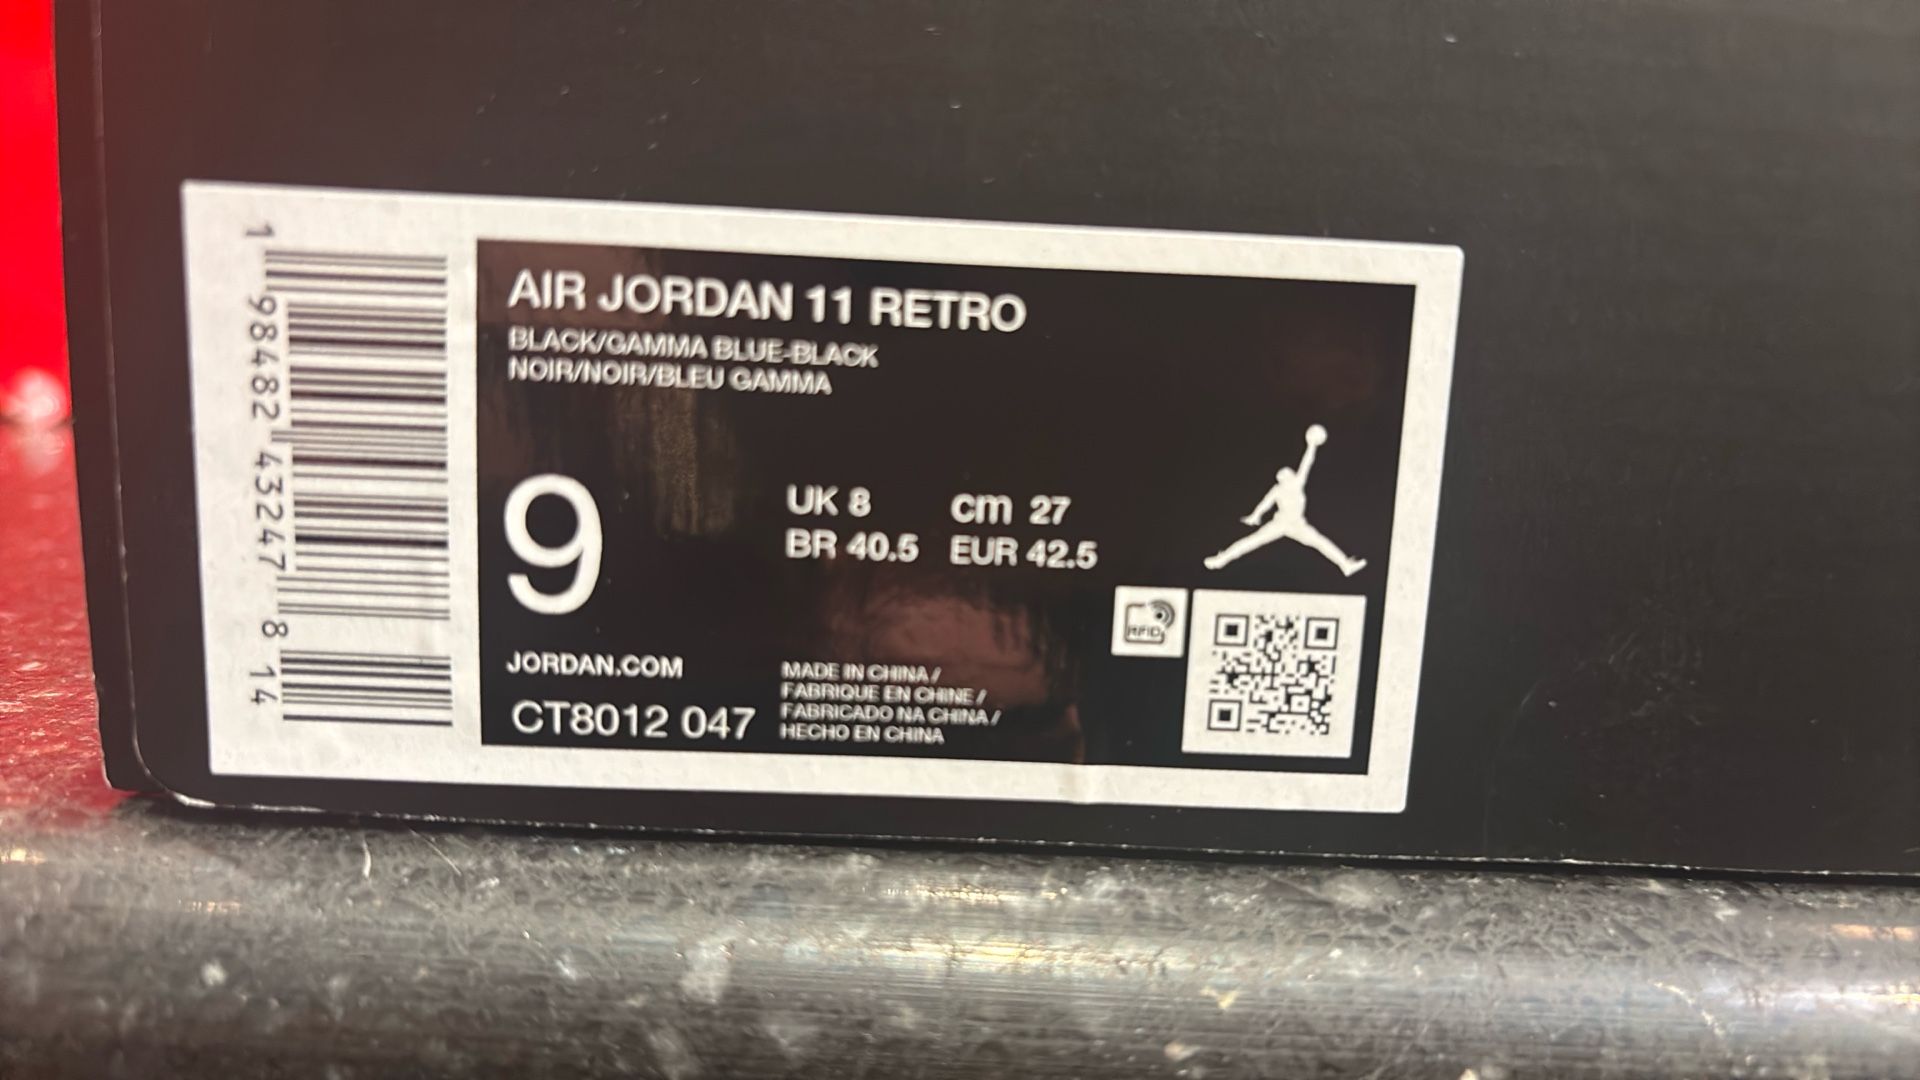 AIR JORDAN 11 RETRO
BLACK/GAMMA BLUE-BLACK
NOIR/NOIR/BLEU GAMMA
9
UK 8 cm 27
BR 40.5 EUR 42.5
RFID
JORDAN.COM
CT8012 047
MADE IN CHINA /
FABRIQUE EN CHINE /
FABRICADO NA CHINA /
HECHO EN CHINA
1 98482 43247 8 14